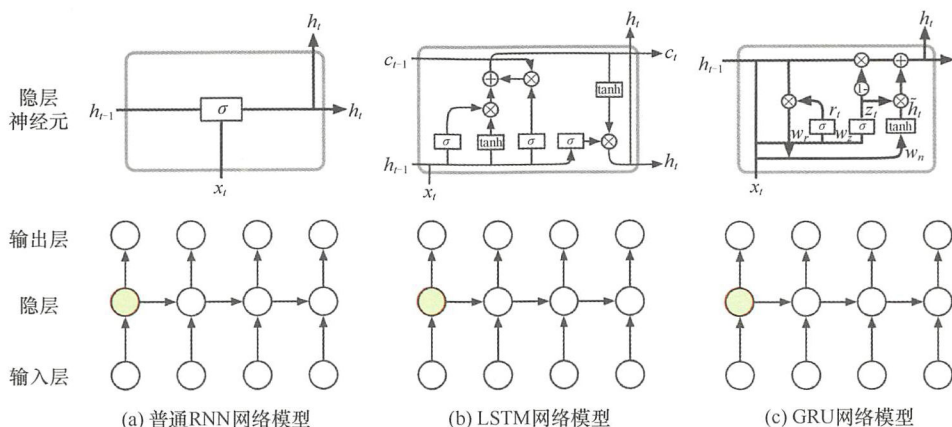 隐层
神经元
h_t
h_{t-1}
σ
h_t
x_t
h_t
c_{t-1}
c_t
tanh
σ
tanh
σ
σ
h_{t-1}
h_t
x_t
h_t
h_{t-1}
1-
r_t
z_t
h̃_t
w_r
σ
w_z
σ
tanh
w_n
x_t
输出层
隐层
输入层
(a) 普通RNN网络模型
(b) LSTM网络模型
(c) GRU网络模型